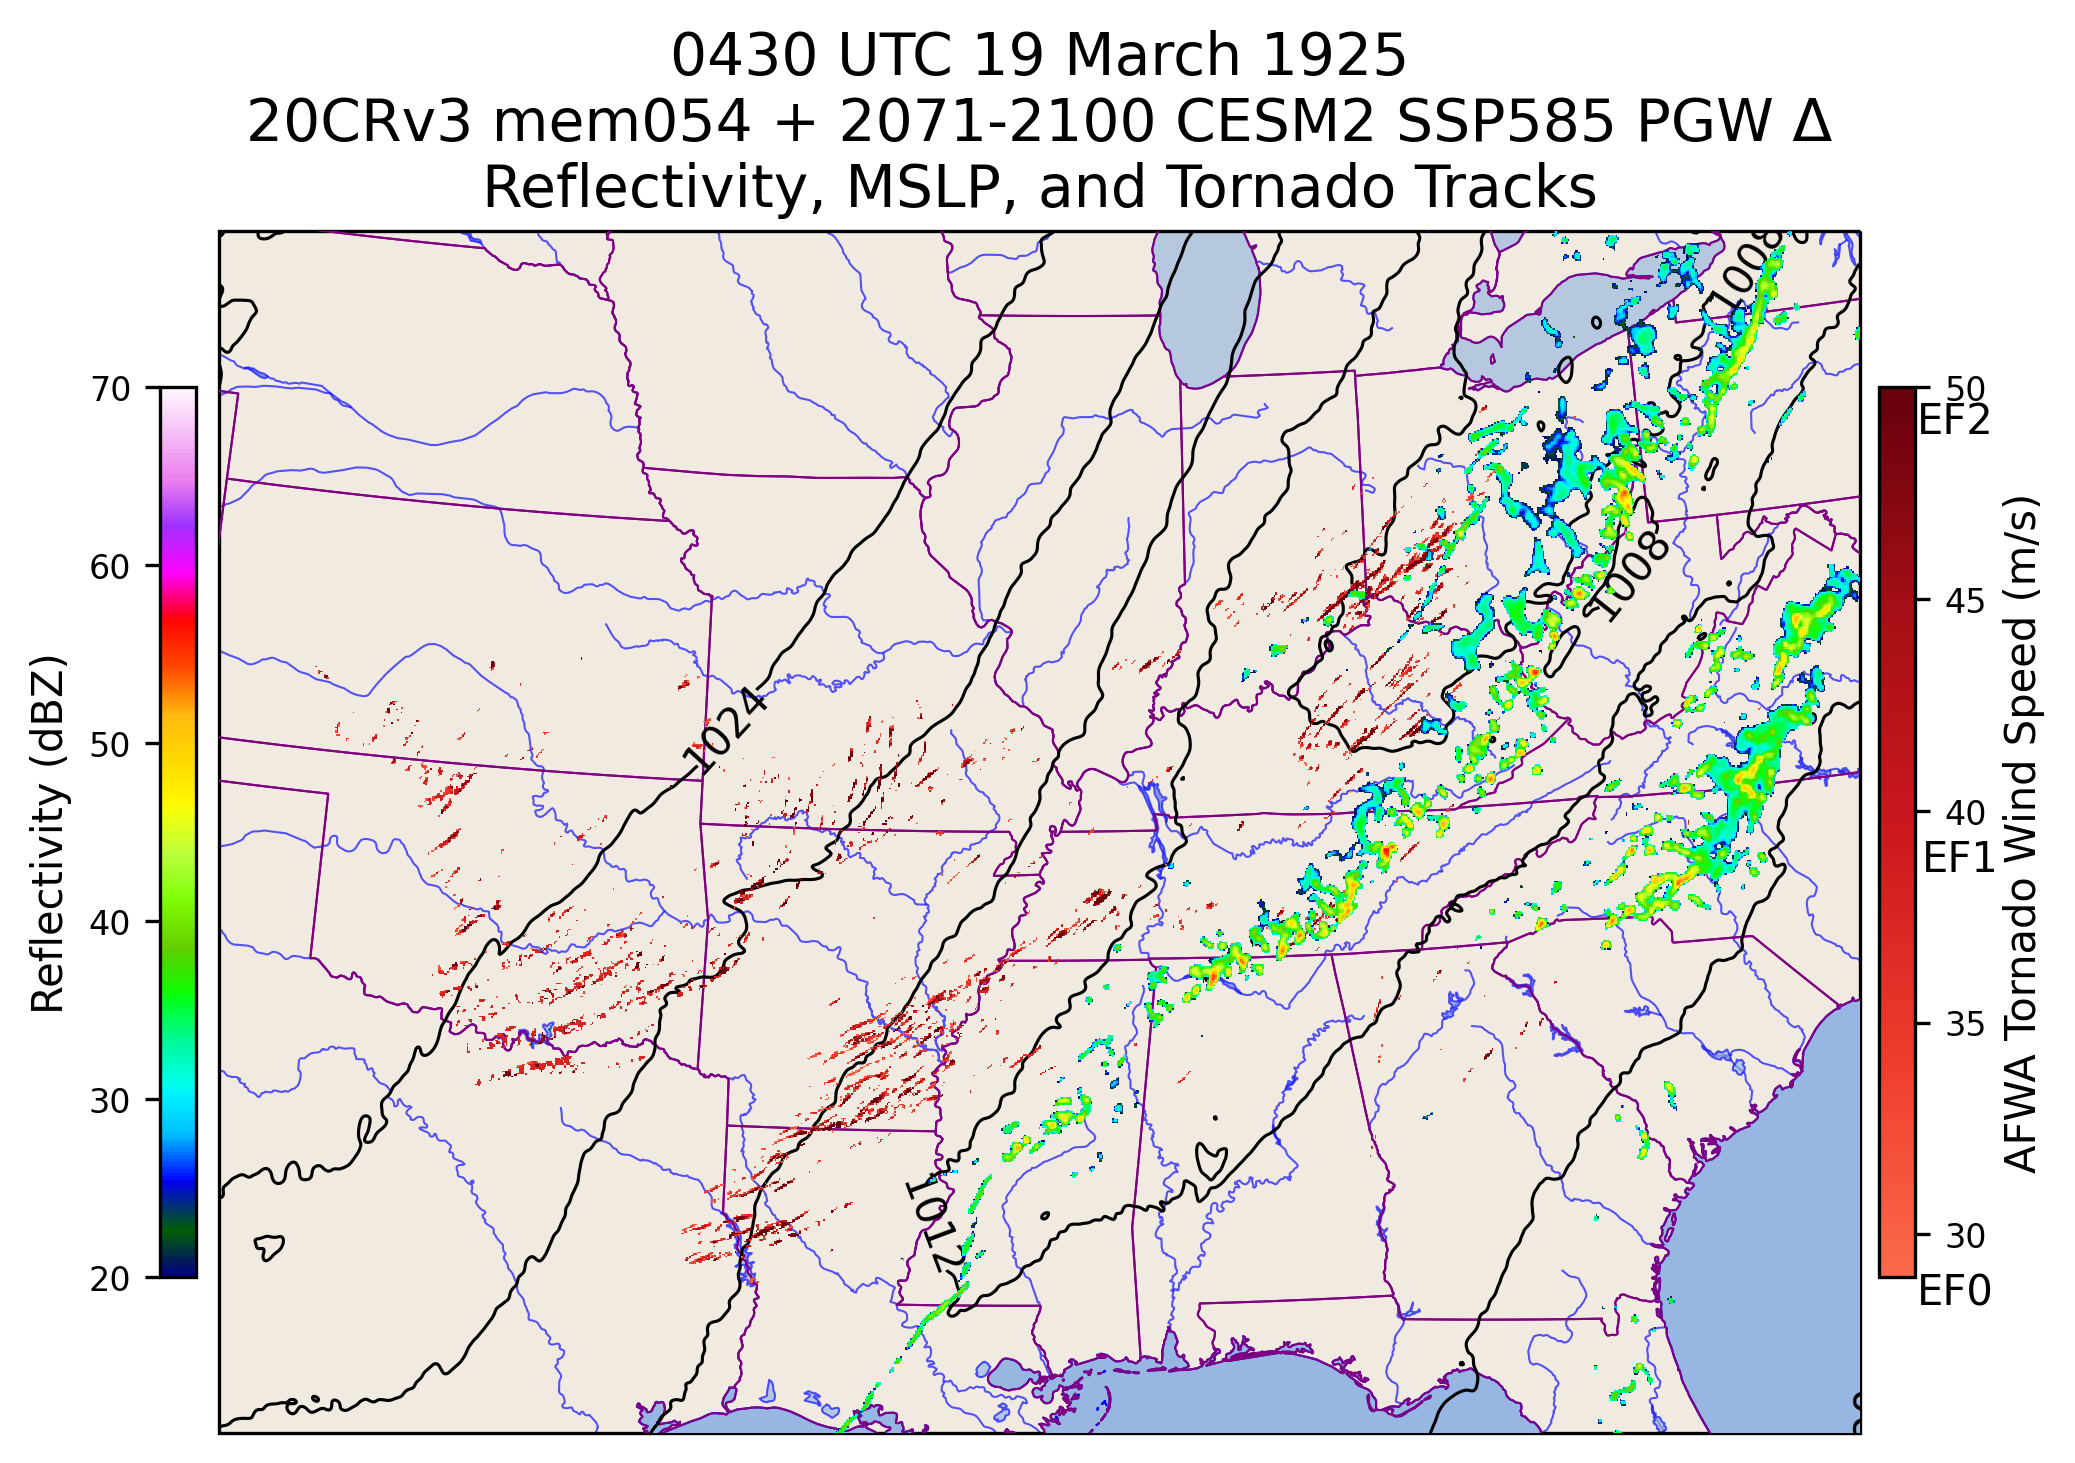 0430 UTC 19 March 1925
20CRv3 mem054 + 2071-2100 CESM2 SSP585 PGW Δ
Reflectivity, MSLP, and Tornado Tracks
Reflectivity (dBZ)
70
60
50
40
30
20
1008
1008
1024
1012
50
EF2
45
40
EF1
35
30
EF0
AFWA Tornado Wind Speed (m/s)